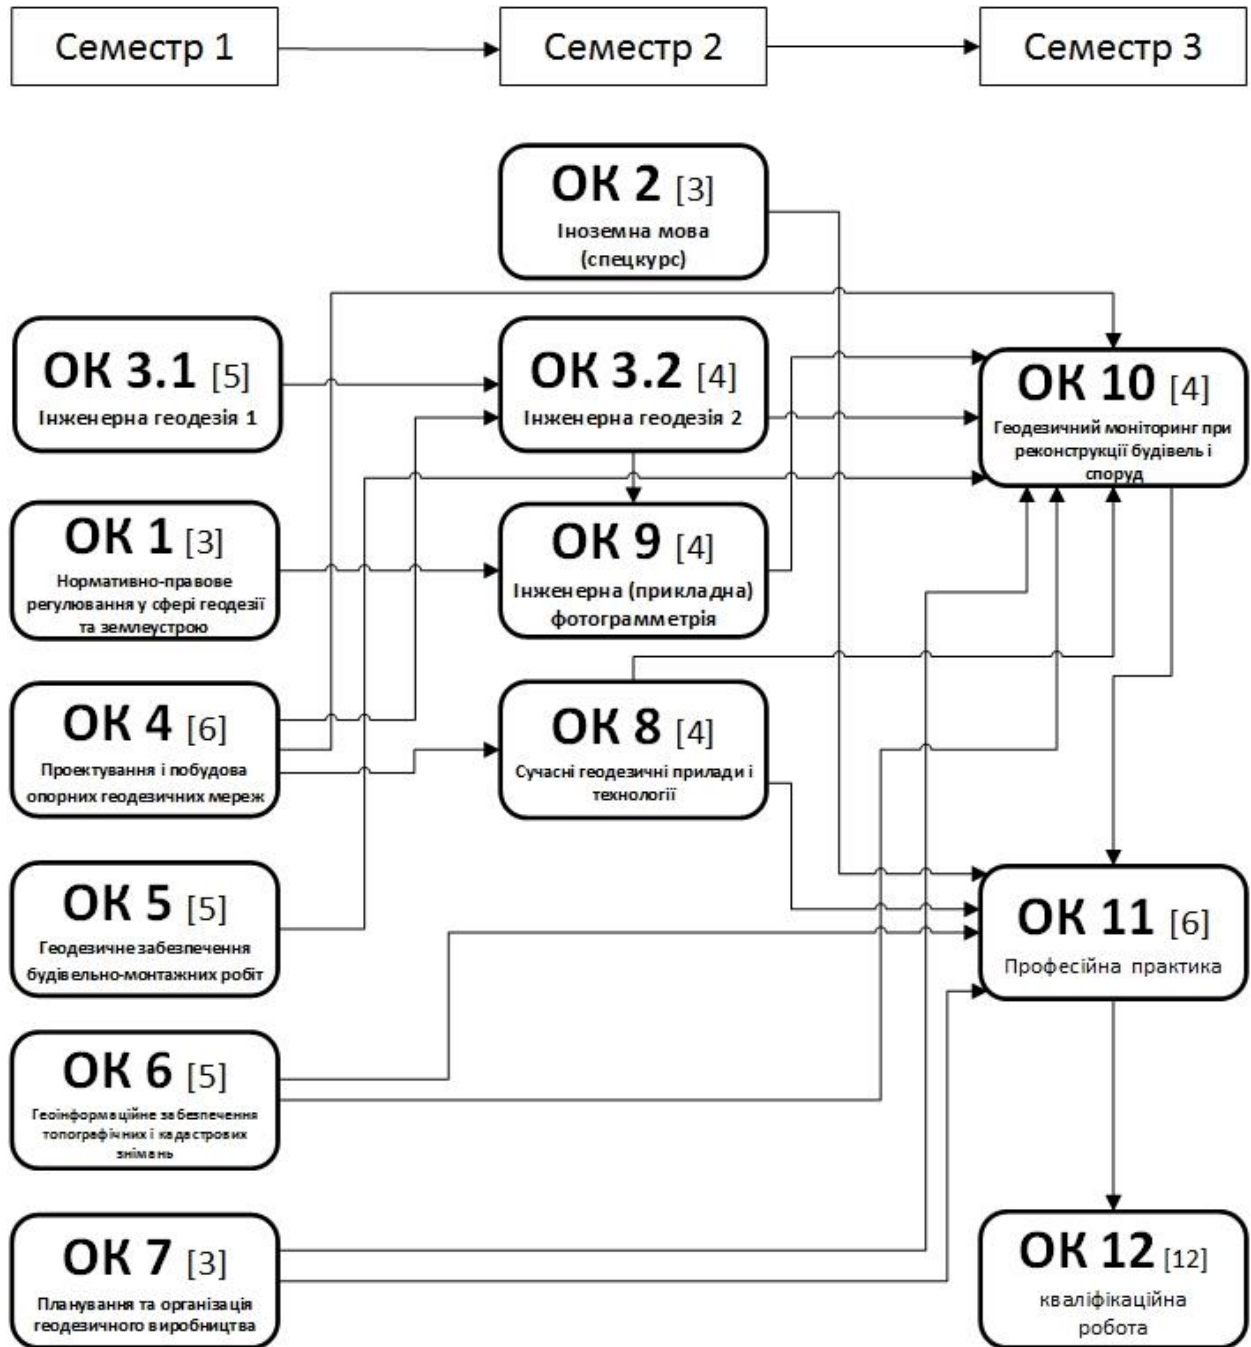 Семестр 1
Семестр 2
Семестр 3
ОК 2 [3]
Іноземна мова
(спецкурс)
ОК 3.1 [5]
Інженерна геодезія 1
ОК 3.2 [4]
Інженерна геодезія 2
ОК 10 [4]
Геодезичний моніторинг при
реконструкції будівель і
споруд
ОК 1 [3]
Нормативно-правове
регулювання у сфері геодезії
та землеустрою
ОК 9 [4]
Інженерна (прикладна)
фотограмметрія
ОК 4 [6]
Проектування і побудова
опорних геодезичних мереж
ОК 8 [4]
Сучасні геодезичні прилади і
технології
ОК 5 [5]
Геодезичне забезпечення
будівельно-монтажних робіт
ОК 11 [6]
Професійна практика
ОК 6 [5]
Геоінформаційне забезпечення
топографічних і кадастрових
знімань
ОК 7 [3]
Планування та організація
геодезичного виробництва
ОК 12 [12]
кваліфікаційна
робота